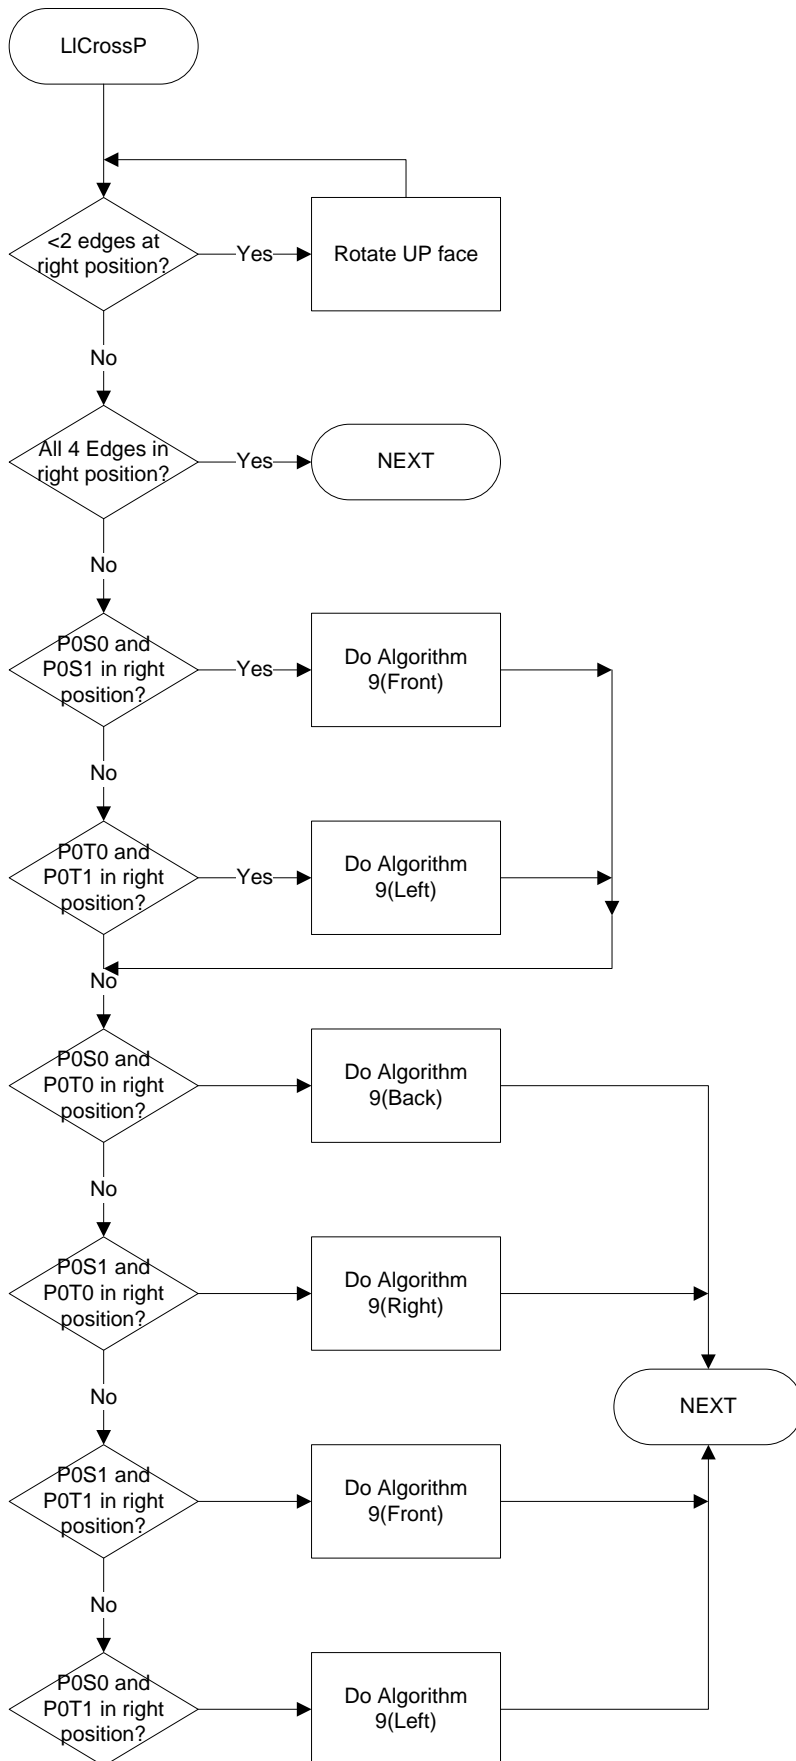 LlCrossP
<2 edges at
right position?
Yes
Rotate UP face
No
All 4 Edges in
right position?
Yes
NEXT
No
P0S0 and
P0S1 in right
position?
Yes
Do Algorithm
9(Front)
No
P0T0 and
P0T1 in right
position?
Yes
Do Algorithm
9(Left)
No
P0S0 and
P0T0 in right
position?
Do Algorithm
9(Back)
No
P0S1 and
P0T0 in right
position?
Do Algorithm
9(Right)
No
NEXT
P0S1 and
P0T1 in right
position?
Do Algorithm
9(Front)
No
P0S0 and
P0T1 in right
position?
Do Algorithm
9(Left)